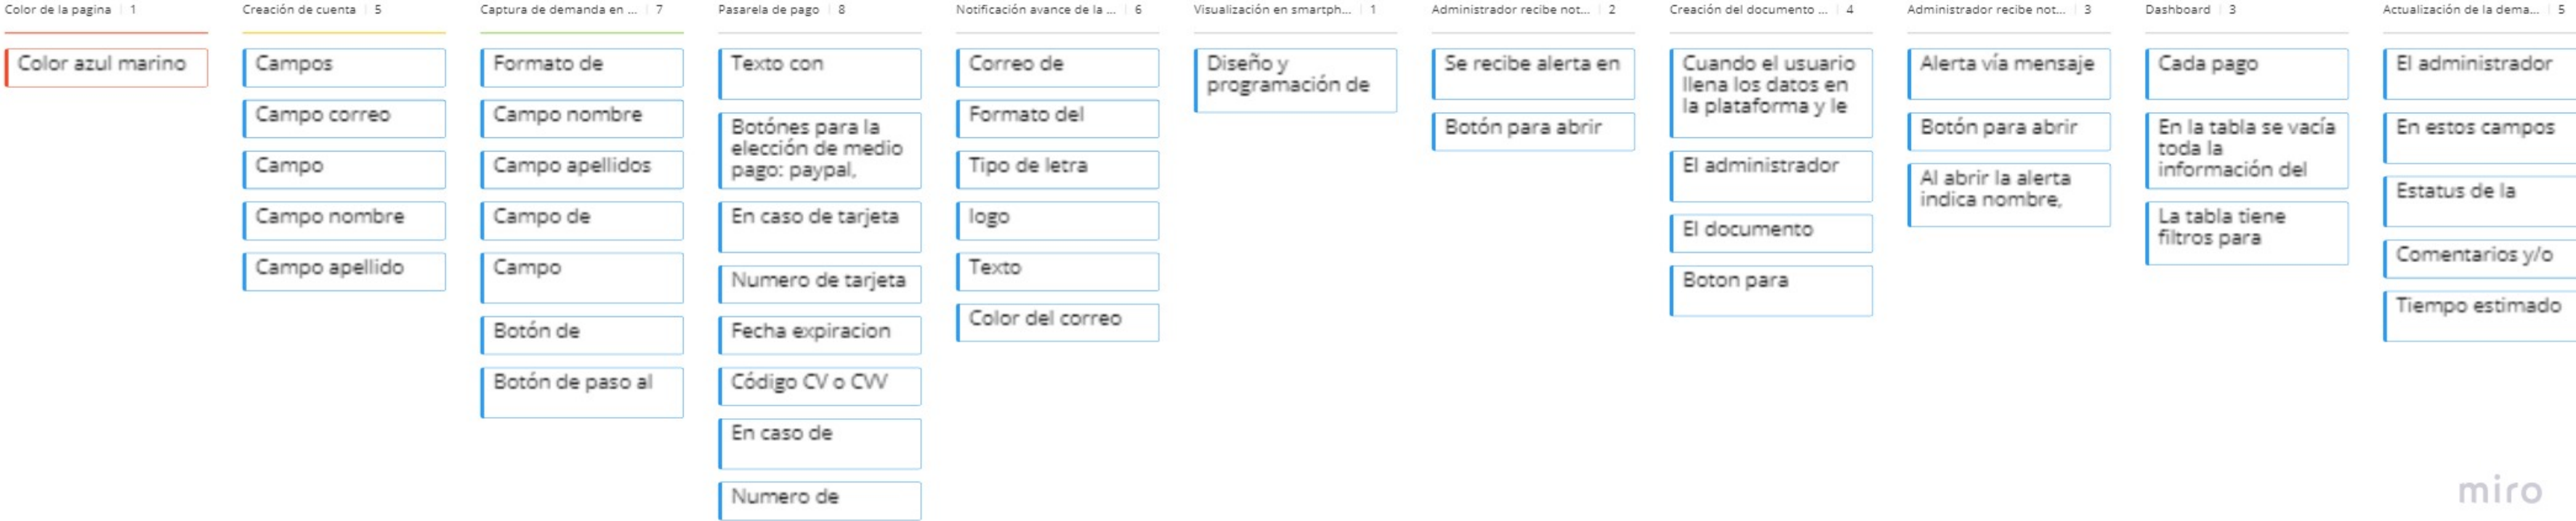 Color de la pagina 1
Color azul marino
Creación de cuenta 5
Campos
Campo correo
Campo
Campo nombre
Campo apellido
Captura de demanda en ... 7
Formato de
Campo nombre
Campo apellidos
Campo de
Campo
Botón de
Botón de paso al
Pasarela de pago 8
Texto con
Botónes para la
elección de medio
pago: paypal,
En caso de tarjeta
Numero de tarjeta
Fecha expiracion
Código CV o CVV
En caso de
Numero de
Notificación avance de la ... 6
Correo de
Formato del
Tipo de letra
logo
Texto
Color del correo
Visualización en smartph... 1
Diseño y
programación de
Administrador recibe not... 2
Se recibe alerta en
Botón para abrir
Creación del documento ... 4
Cuando el usuario
llena los datos en
la plataforma y le
El administrador
El documento
Boton para
Administrador recibe not... 3
Alerta vía mensaje
Botón para abrir
Al abrir la alerta
indica nombre,
Dashboard 3
Cada pago
En la tabla se vacía
toda la
información del
La tabla tiene
filtros para
Actualización de la dema... 5
El administrador
En estos campos
Estatus de la
Comentarios y/o
Tiempo estimado
miro